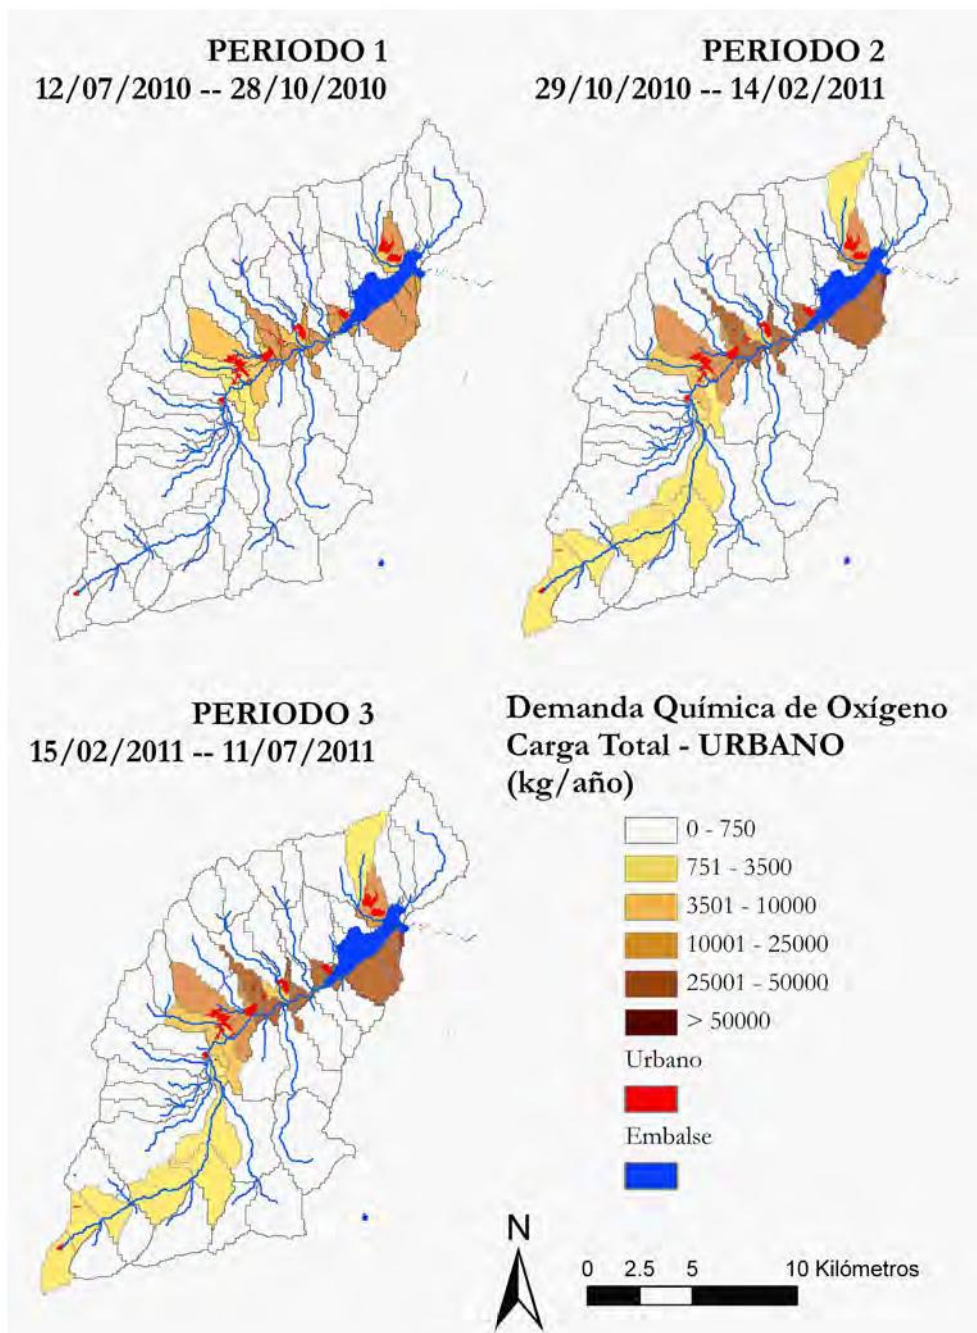 PERIODO 1
12/07/2010 -- 28/10/2010
PERIODO 2
29/10/2010 -- 14/02/2011
PERIODO 3
15/02/2011 -- 11/07/2011
Demanda Química de Oxígeno
Carga Total - URBANO
(kg/año)
0 - 750
751 - 3500
3501 - 10000
10001 - 25000
25001 - 50000
> 50000
Urbano
Embalse
N
0 2.5 5 10 Kilómetros